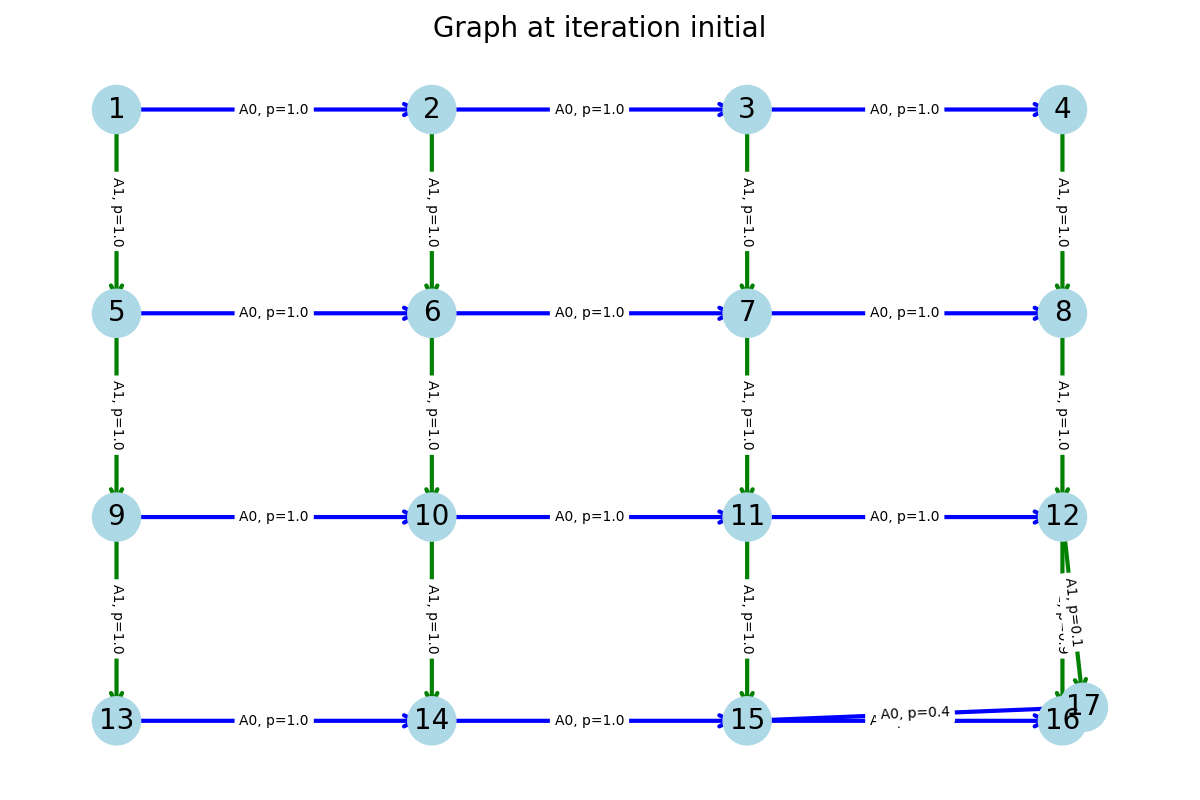 Graph at iteration initial
1 A0, p=1.0 2 A0, p=1.0 3 A0, p=1.0 4
A1, p=1.0 A1, p=1.0 A1, p=1.0 A1, p=1.0
5 A0, p=1.0 6 A0, p=1.0 7 A0, p=1.0 8
A1, p=1.0 A1, p=1.0 A1, p=1.0 A1, p=1.0
9 A0, p=1.0 10 A0, p=1.0 11 A0, p=1.0 12
A1, p=1.0 A1, p=1.0 A1, p=1.0 A1, p=0.1
17
13 A0, p=1.0 14 A0, p=1.0 15 A0, p=0.4 16